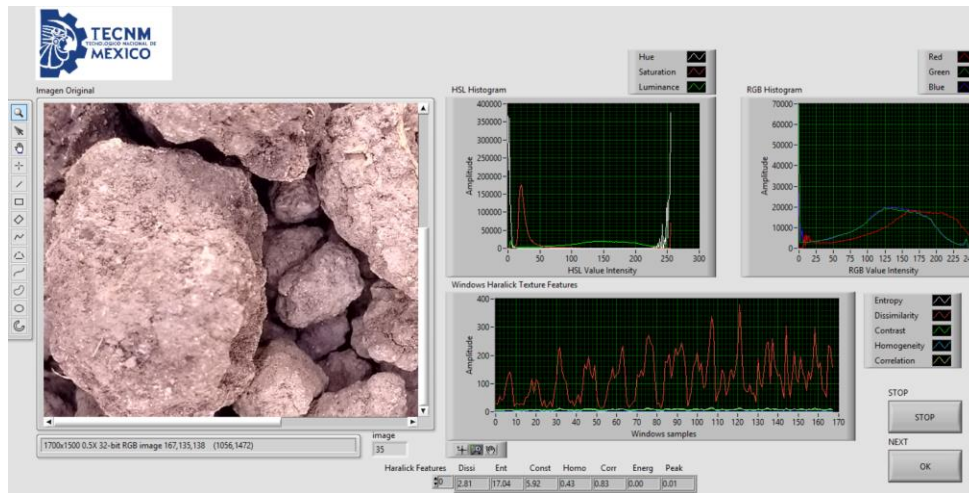 TECNM
TECNOLÓGICO NACIONAL DE
MÉXICO
Hue
Saturation
Luminance
Red
Green
Blue
Imagen Original
HSL Histogram
RGB Histogram
400000
350000
300000
250000
200000
150000
100000
50000
0
Amplitude
0 50 100 150 200 250 300
HSL Value Intensity
70000
60000
50000
40000
30000
20000
10000
0
Amplitude
0 25 50 75 100 125 150 175 200 225
RGB Value Intensity
Windows Haralick Texture Features
400
300
200
100
0
Amplitude
0 10 20 30 40 50 60 70 80 90 100 110 120 130 140 150 160 170
Windows samples
Entropy
Dissimilarity
Contrast
Homogeneity
Correlation
STOP
STOP
NEXT
OK
1700x1500 0.5X 32-bit RGB image 167,135,138 (1056,1472)
image
35
Haralick Features Dissi Ent Const Homo Corr Energ Peak
0 2.81 17.04 5.92 0.43 0.83 0.00 0.01